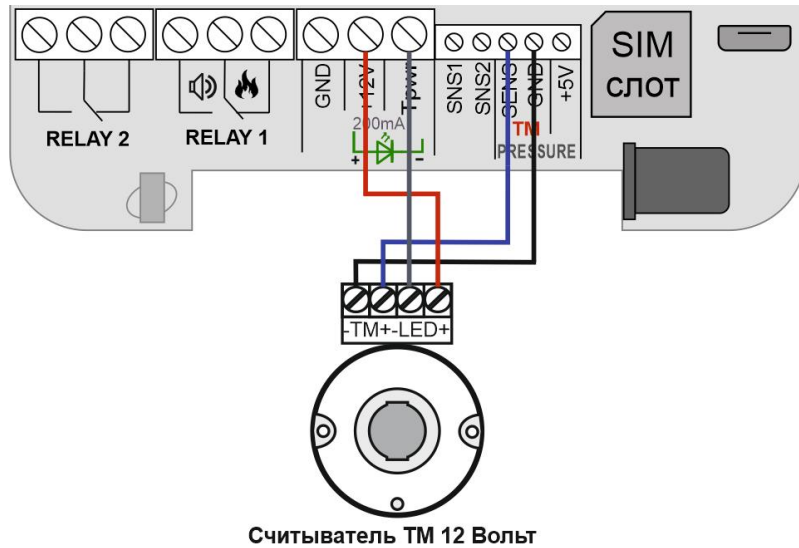 RELAY 2
RELAY 1
GND
+12V
Tpwr
SNS1
SNS2
SENS
GND
+5V
SIM
СЛОТ
200mA
+ -
TM
PRESSURE
-TM+-LED+
Считыватель ТМ 12 Вольт